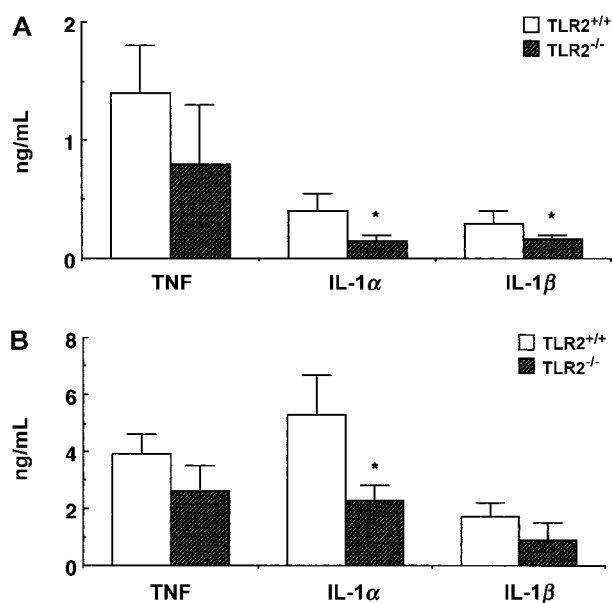 A
TLR2+/+
TLR2-/-
ng/mL
2
1
0
*
*
TNF
IL-1α
IL-1β
B
TLR2+/+
TLR2-/-
ng/mL
8
6
4
2
0
*
TNF
IL-1α
IL-1β